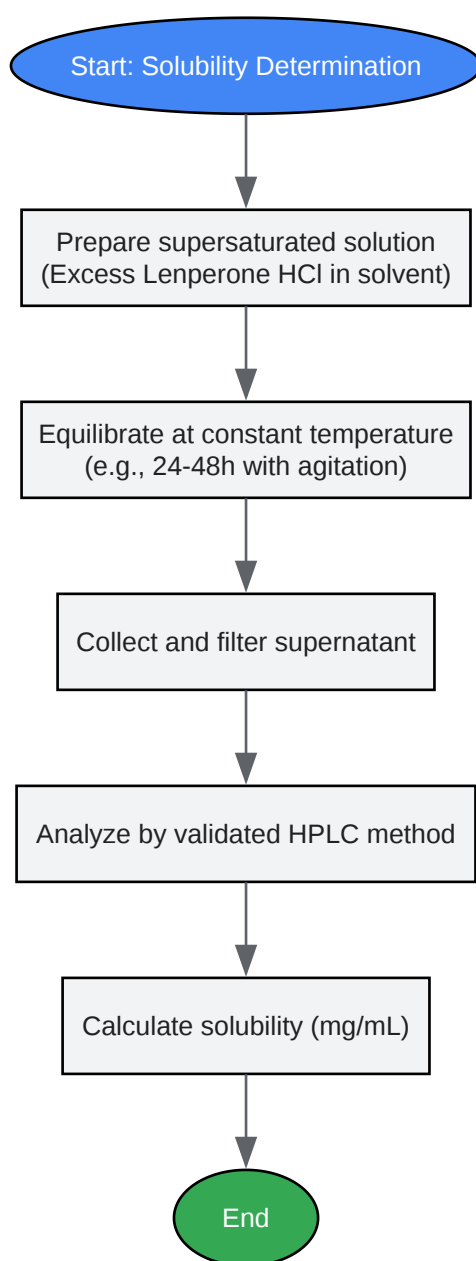 Start: Solubility Determination
Prepare supersaturated solution
(Excess Lenperone HCl in solvent)
Equilibrate at constant temperature
(e.g., 24-48h with agitation)
Collect and filter supernatant
Analyze by validated HPLC method
Calculate solubility (mg/mL)
End